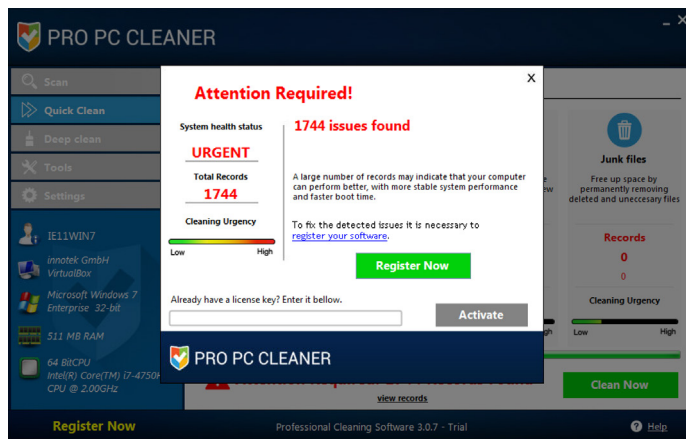 PRO PC CLEANER
Scan
Quick Clean
Deep clean
Tools
Settings
IE11WIN7
innotek GmbH
VirtualBox
Microsoft Windows 7
Enterprise 32-bit
511 MB RAM
64 BitCPU
Intel(R) Core(TM) i7-4750H
CPU @ 2.00GHz
X
Attention Required!
System health status
URGENT
Total Records
1744
Cleaning Urgency
Low High
1744 issues found
A large number of records may indicate that your computer
can perform better, with more stable system performance
and faster boot time.
To fix the detected issues it is necessary to
register your software.
Register Now
Already have a license key? Enter it bellow.
Activate
PRO PC CLEANER
Junk files
Free up space by
permanently removing
deleted and uneccesary files
Records
0
0
Cleaning Urgency
Low High
view records
Clean Now
Register Now
Professional Cleaning Software 3.0.7 - Trial
Help